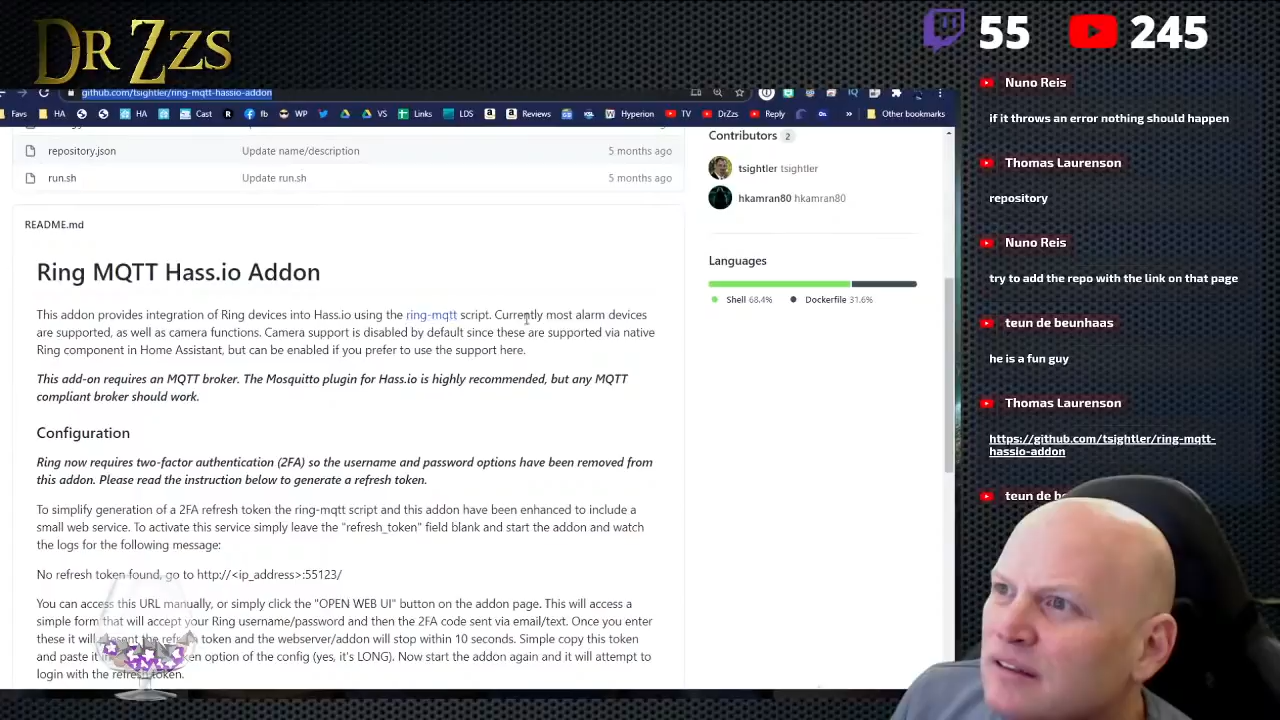 DR ZZS
55
245
github.com/tsightler/ring-mqtt-hassio-addon
Favs
HA
HA
Cast
fb
WP
VS
Links
LDS
Reviews
Hyperion
TV
DrZzs
Reply
Other bookmarks
repository.json
Update name/description
5 months ago
run.sh
Update run.sh
5 months ago
README.md
Ring MQTT Hass.io Addon
This addon provides integration of Ring devices into Hass.io using the ring-mqtt script. Currently most alarm devices
are supported, as well as camera functions. Camera support is disabled by default since these are supported via native
Ring component in Home Assistant, but can be enabled if you prefer to use the support here.
This add-on requires an MQTT broker. The Mosquitto plugin for Hass.io is highly recommended, but any MQTT
compliant broker should work.
Configuration
Ring now requires two-factor authentication (2FA) so the username and password options have been removed from
this addon. Please read the instruction below to generate a refresh token.
To simplify generation of a 2FA refresh token the ring-mqtt script and this addon have been enhanced to include a
small web service. To activate this service simply leave the "refresh_token" field blank and start the addon and watch
the logs for the following message:
No refresh token found, go to http://<ip_address>:55123/
You can access this URL manually, or simply click the "OPEN WEB UI" button on the addon page. This will access a
simple form that will accept your Ring username/password and then the 2FA code sent via email/text. Once you enter
these it will the refresh token and the webserver/addon will stop within 10 seconds. Simple copy this token
and paste it option of the config (yes, it's LONG). Now start the addon again and it will attempt to
login with the refresh token.
Contributors 2
tsightler tsightler
hkamran80 hkamran80
Languages
Shell 68.4%
Dockerfile 31.6%
Nuno Reis
if it throws an error nothing should happen
Thomas Laurenson
repository
Nuno Reis
try to add the repo with the link on that page
teun de beunhaas
he is a fun guy
Thomas Laurenson
https://github.com/tsightler/ring-mqtt-
hassio-addon
teun de